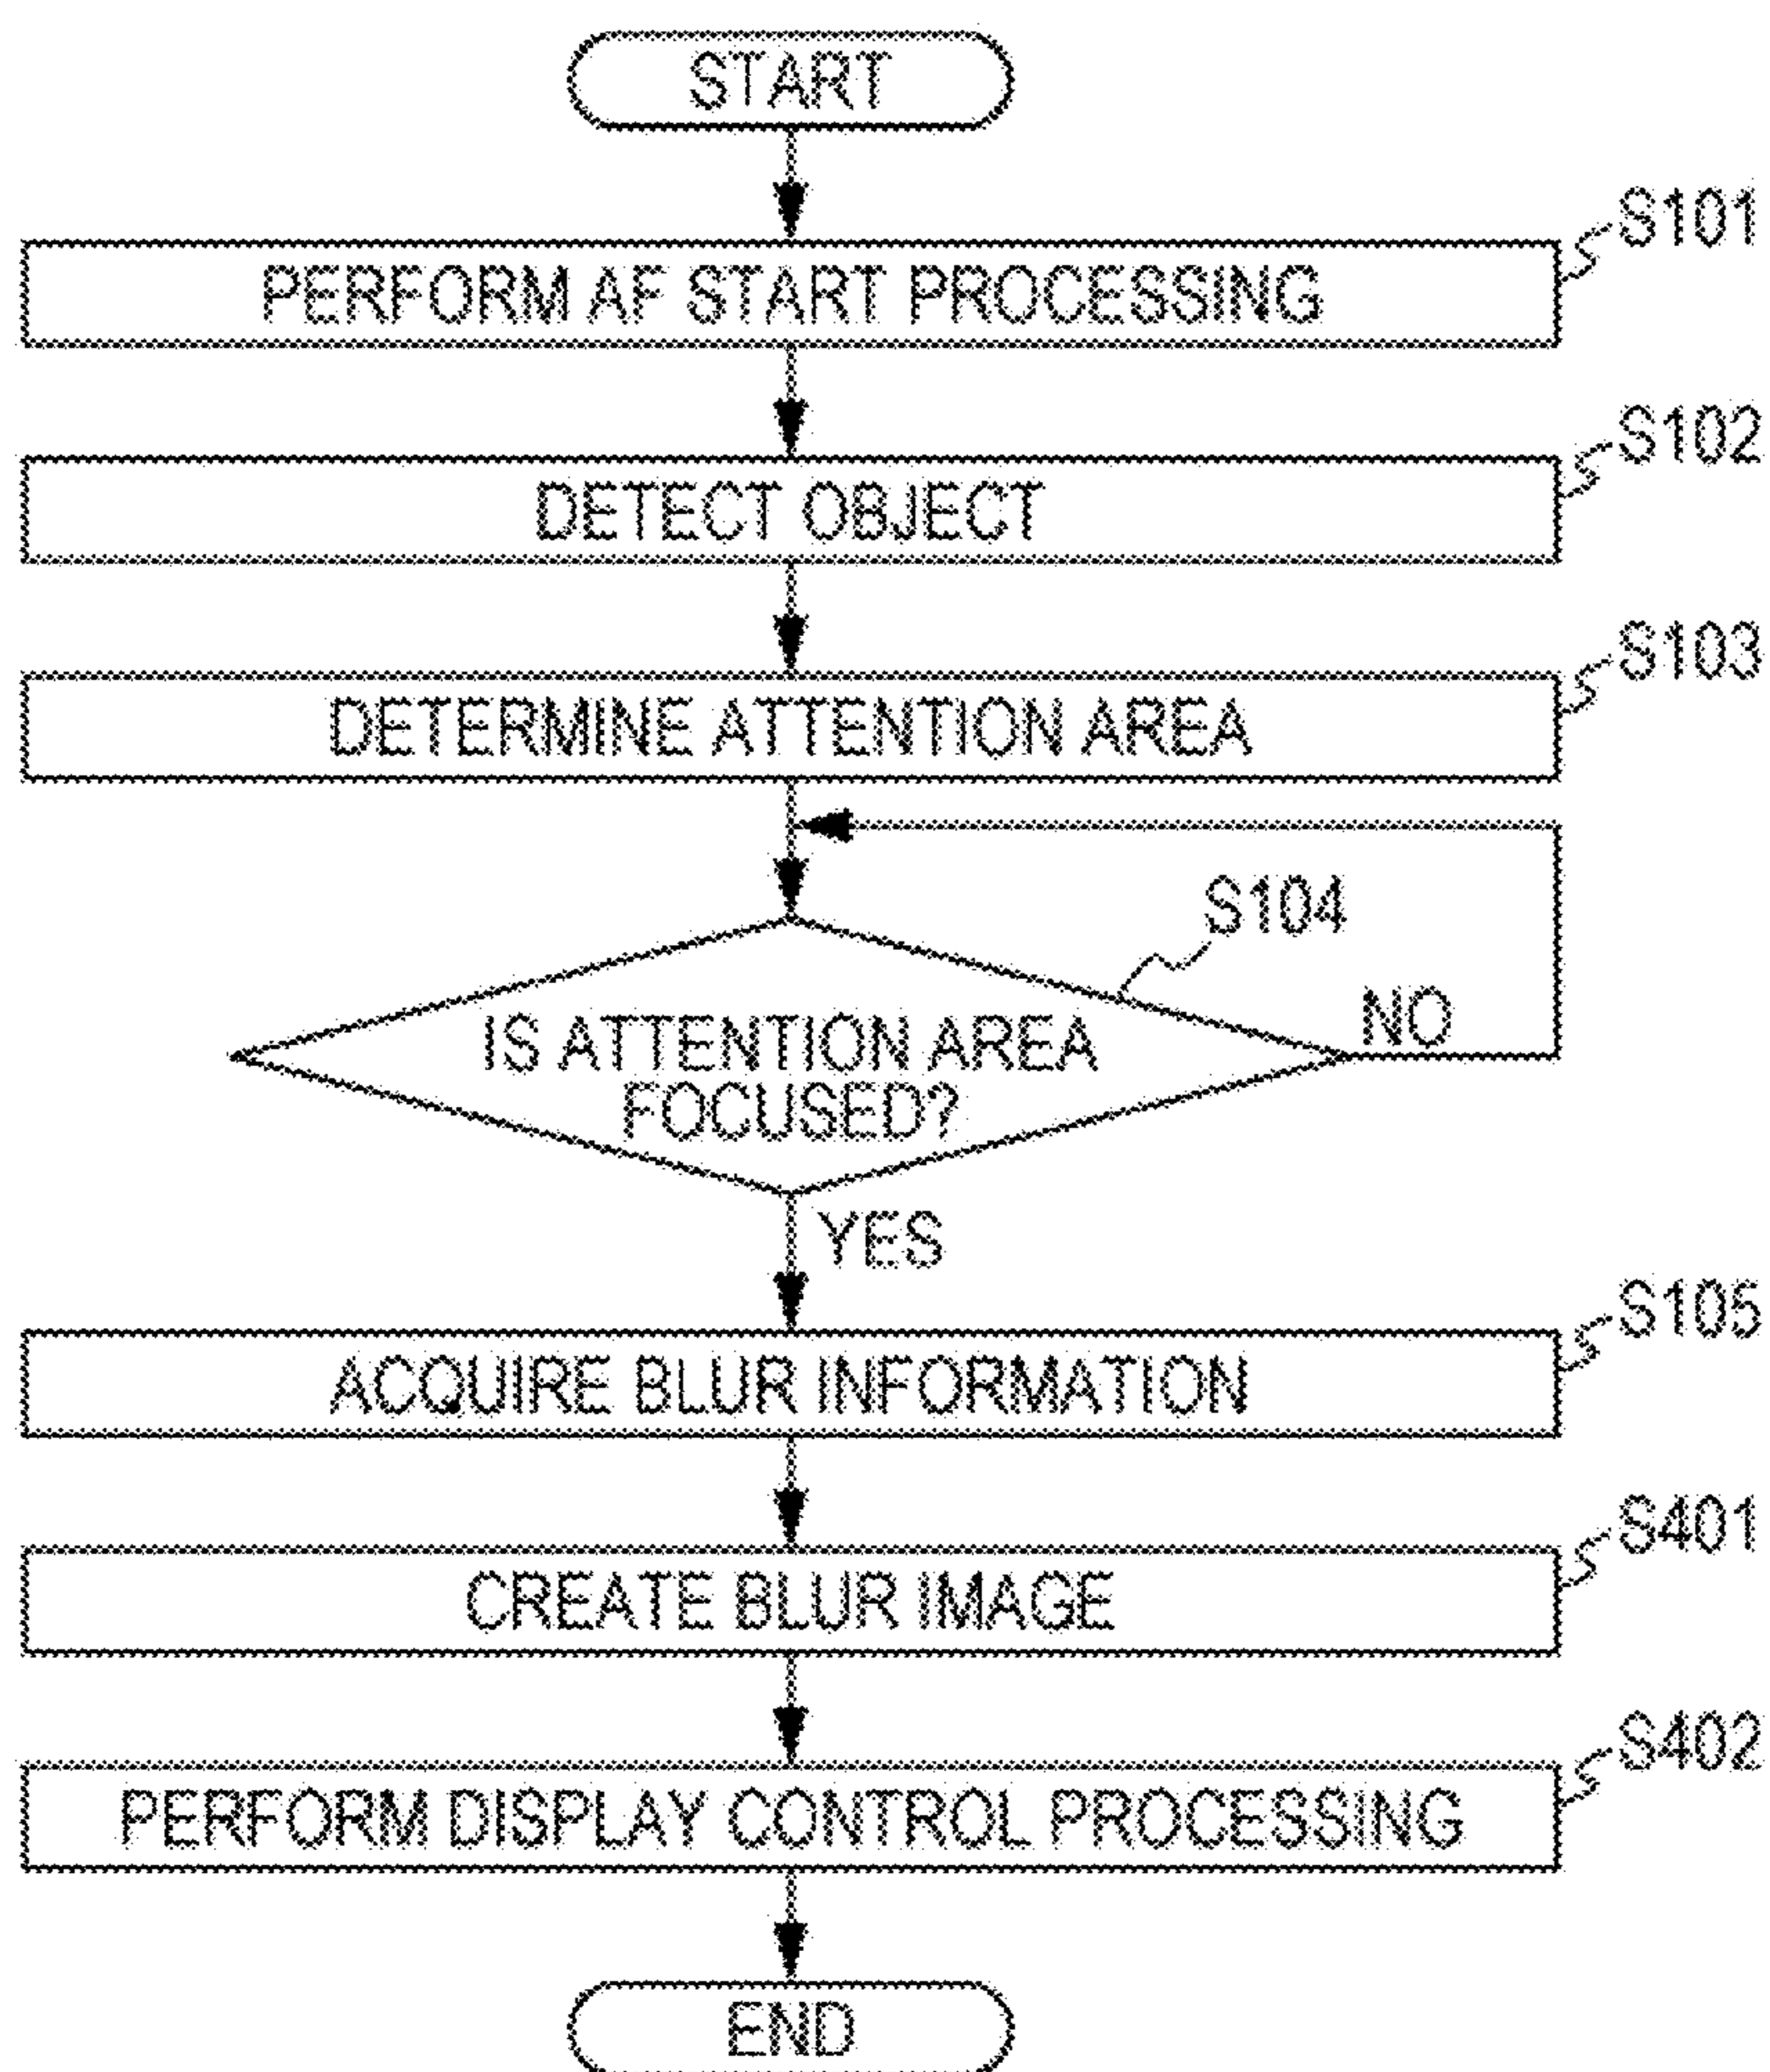 START
S101
PERFORM AF START PROCESSING
S102
DETECT OBJECT
S103
DETERMINE ATTENTION AREA
S104
NO
IS ATTENTION AREA
FOCUSED?
YES
S105
ACQUIRE BLUR INFORMATION
S401
CREATE BLUR IMAGE
S402
PERFORM DISPLAY CONTROL PROCESSING
END